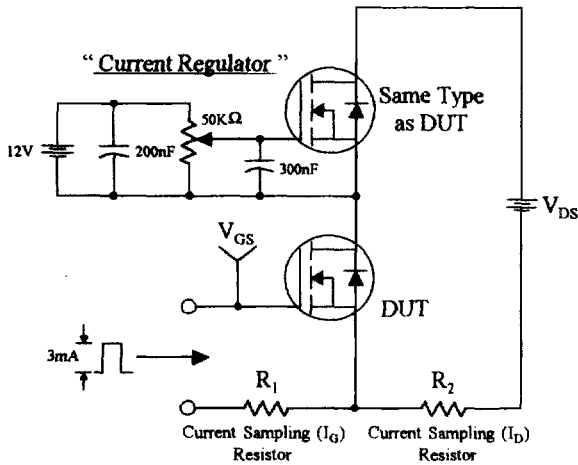 “ Current Regulator ”
50KΩ
Same Type
as DUT
12V
200nF
300nF
V_DS
V_GS
DUT
3mA
R_1
R_2
Current Sampling (I_G)
Resistor
Current Sampling (I_D)
Resistor